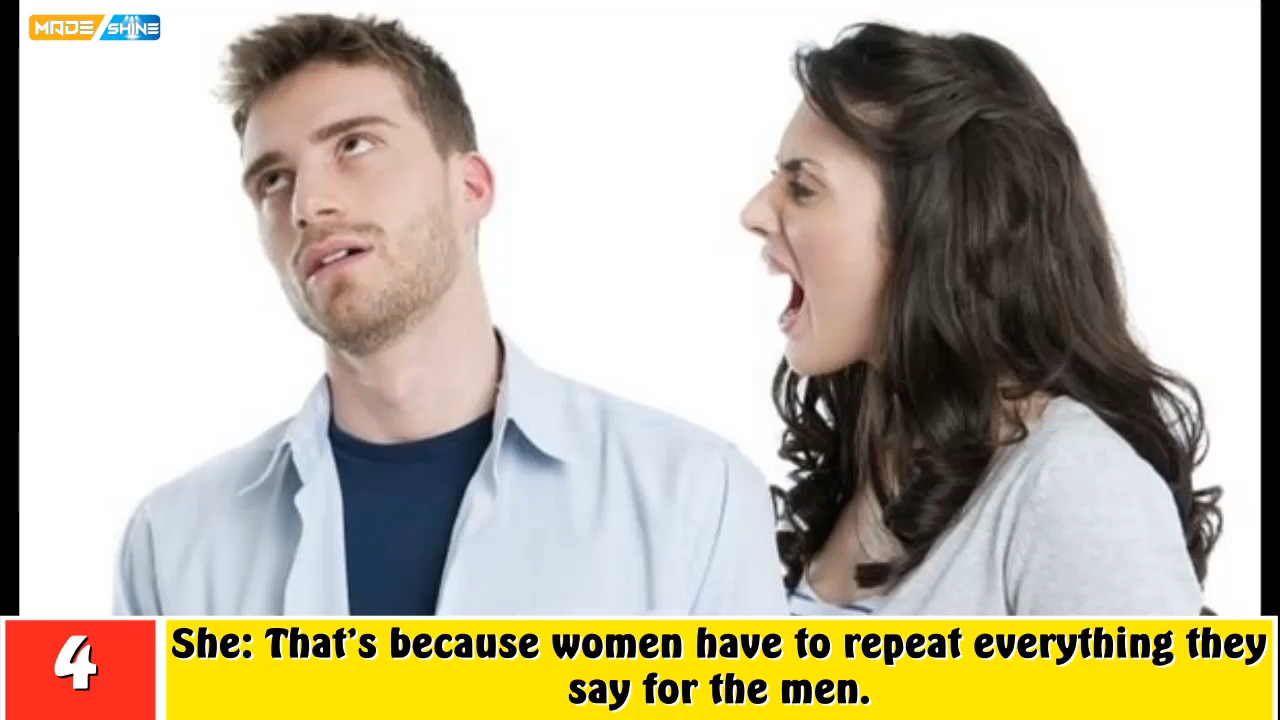 MADE SHINE
4
She: That's because women have to repeat everything they
say for the men.